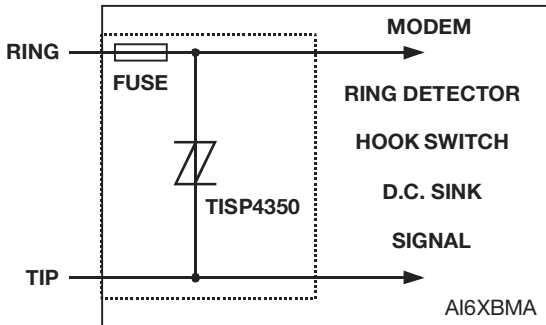 MODEM
RING
FUSE
RING DETECTOR
HOOK SWITCH
TISP4350
D.C. SINK
SIGNAL
TIP
AI6XBMA